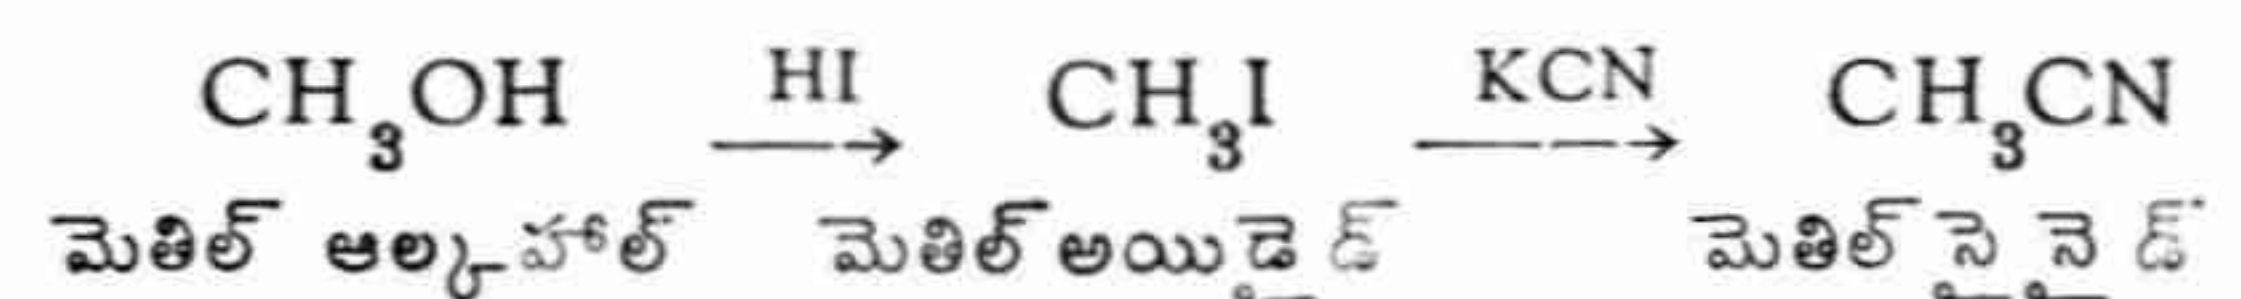 CH₃OH HI → CH₃I KCN → CH₃CN
మెతిల్ ఆల్కహాల్ మెతిల్ అయిడైడ్ మెతిల్ సైనైడ్